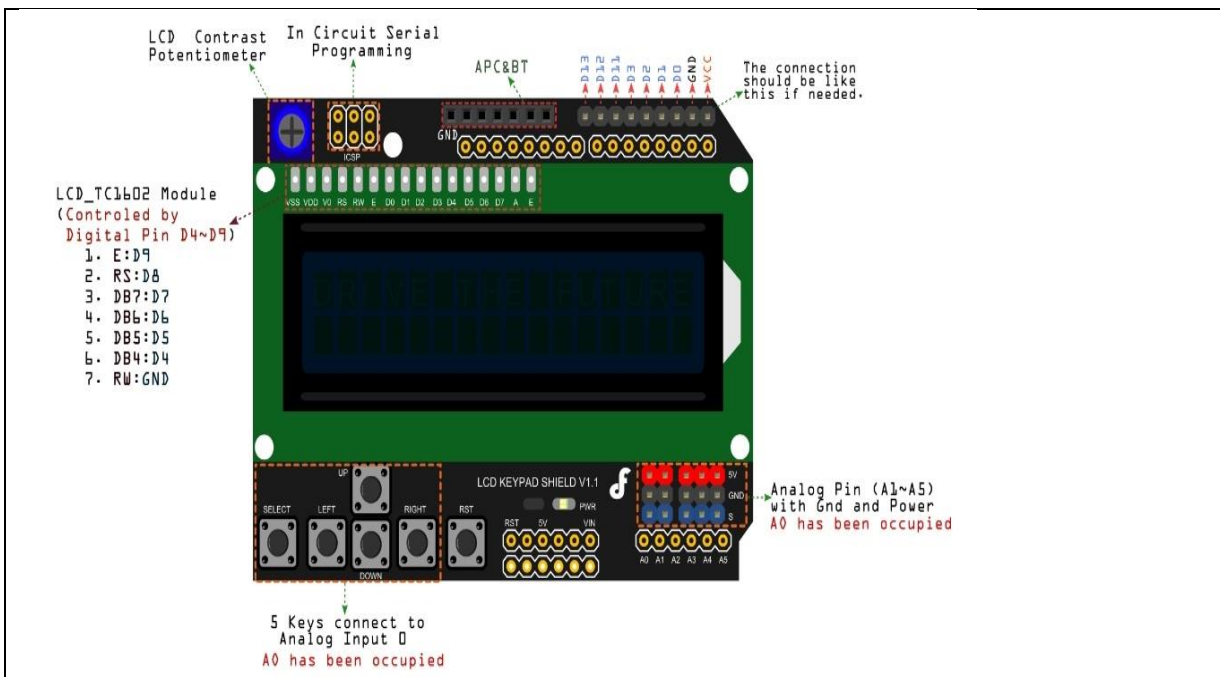 LCD Contrast
Potentiometer
In Circuit Serial
Programming
APC&BT
D13
D12
D11
D3
D2
D1
D0
GND
VCC
The connection
should be like
this if needed.
GND
ICSP
LCD_TC1602 Module
(Controled by
Digital Pin D4~D9)
1. E:D9
2. RS:D8
3. DB7:D7
4. DB6:D6
5. DB5:D5
6. DB4:D4
7. RW:GND
VSS VDD V0 RS RW E D0 D1 D2 D3 D4 D5 D6 D7 A E
UP
SELECT LEFT RIGHT RST
DOWN
LCD KEYPAD SHIELD V1.1
PWR
RST 5V VIN
5V
GND
S
A0 A1 A2 A3 A4 A5
Analog Pin (A1~A5)
with Gnd and Power
A0 has been occupied
5 Keys connect to
Analog Input 0
A0 has been occupied